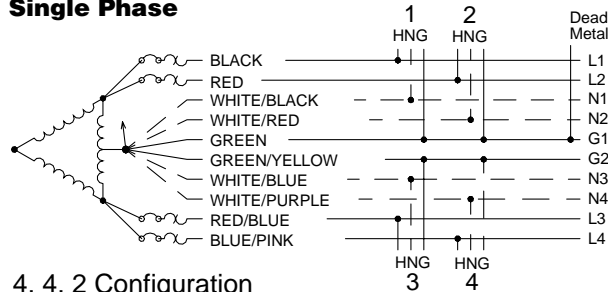 Single Phase
1 2 Dead
HNG HNG Metal
BLACK L1
RED L2
WHITE/BLACK N1
WHITE/RED N2
GREEN G1
GREEN/YELLOW G2
WHITE/BLUE N3
WHITE/PURPLE N4
RED/BLUE L3
BLUE/PINK L4
HNG HNG
3 4
4, 4, 2 Configuration